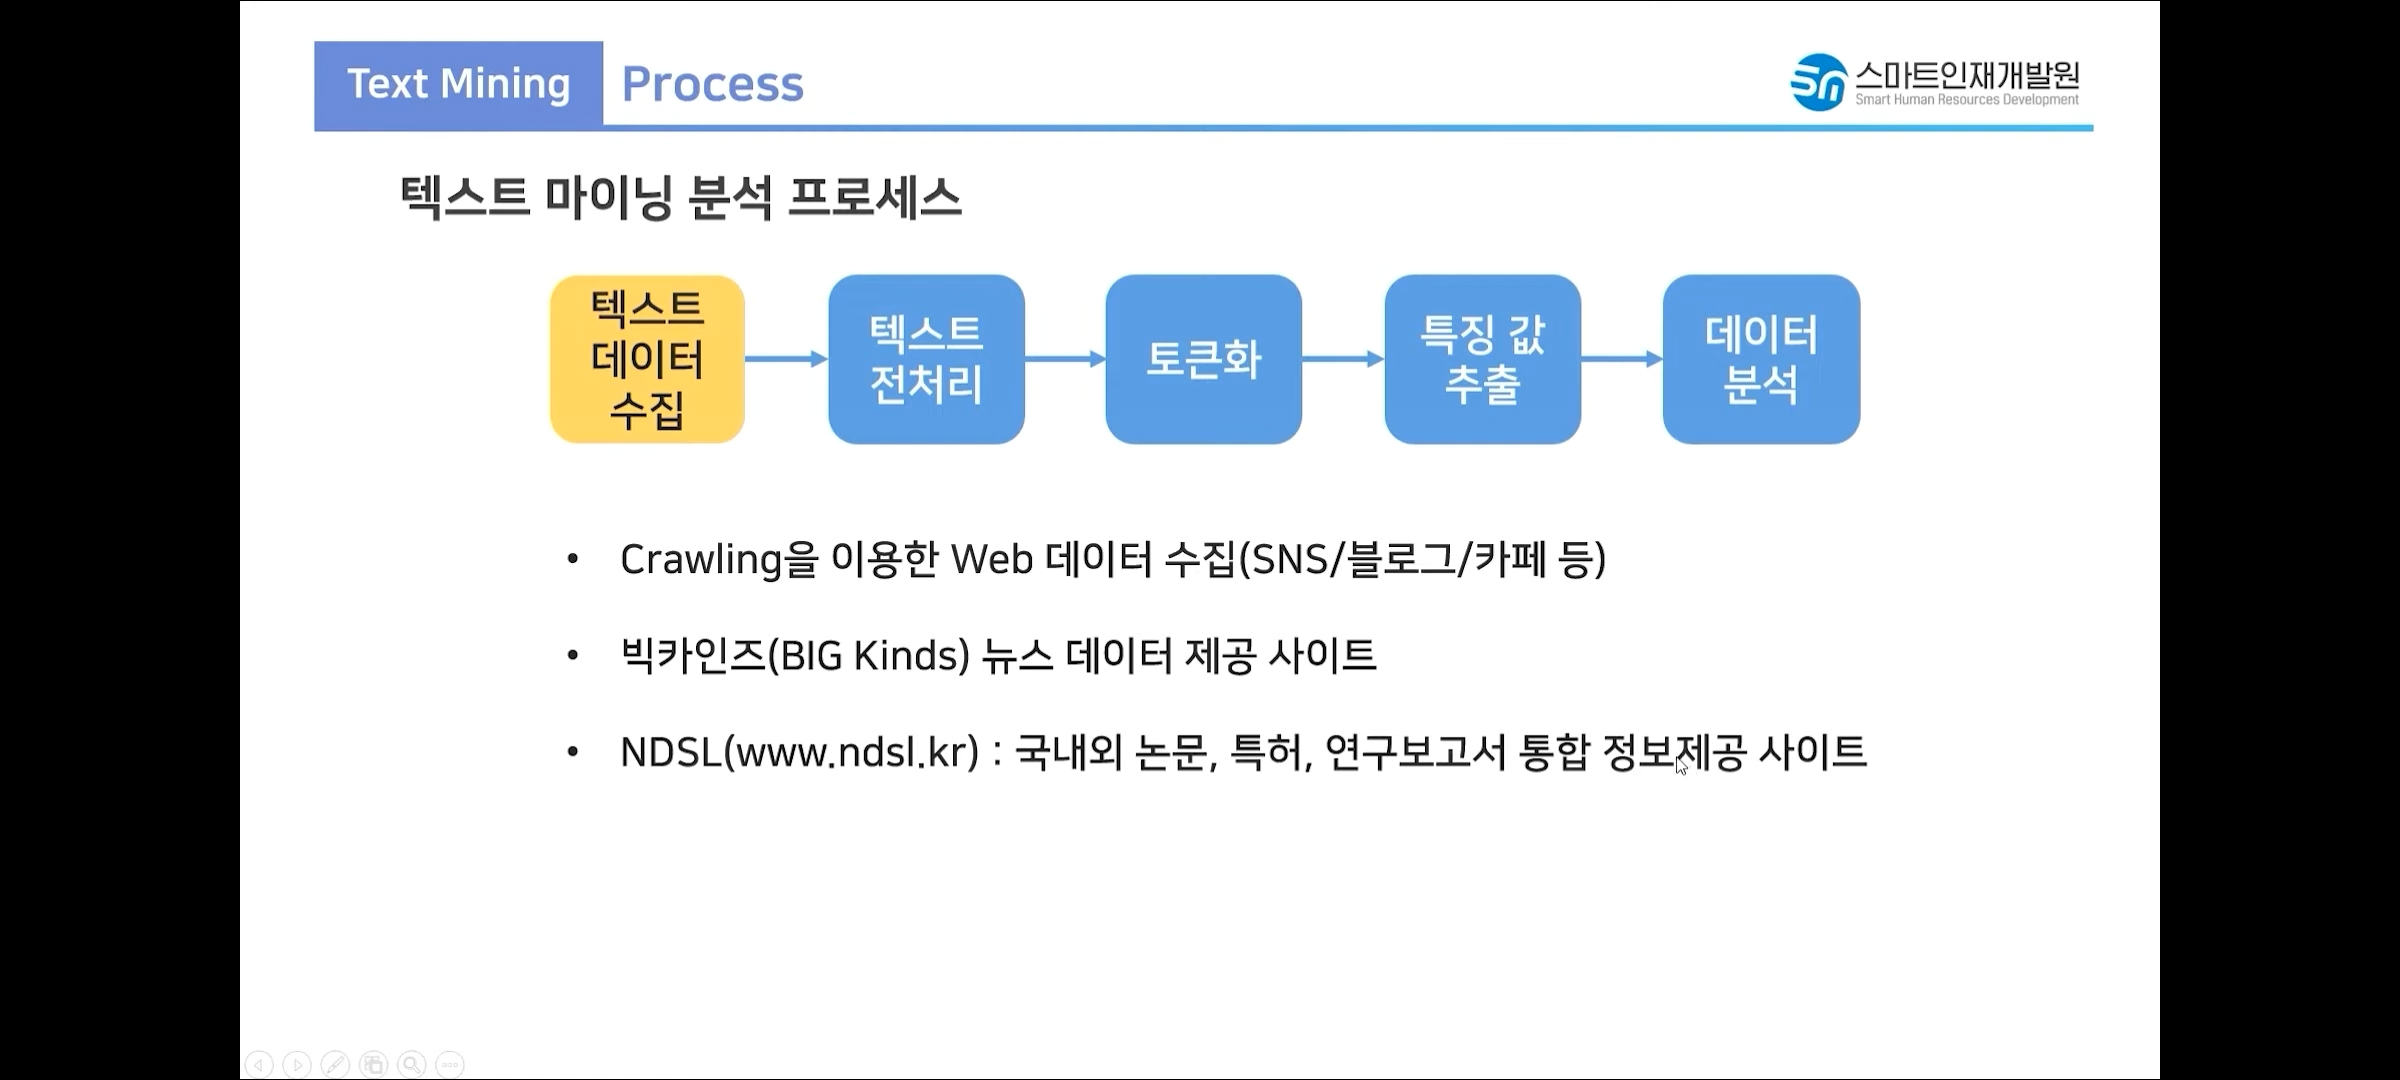 Text Mining Process
스마트인재개발원
Smart Human Resources Development
텍스트 마이닝 분석 프로세스
텍스트
데이터
수집
텍스트
전처리
토큰화
특징 값
추출
데이터
분석
• Crawling을 이용한 Web 데이터 수집(SNS/블로그/카페 등)
• 빅카인즈(BIG Kinds) 뉴스 데이터 제공 사이트
• NDSL(www.ndsl.kr) : 국내외 논문, 특허, 연구보고서 통합 정보제공 사이트